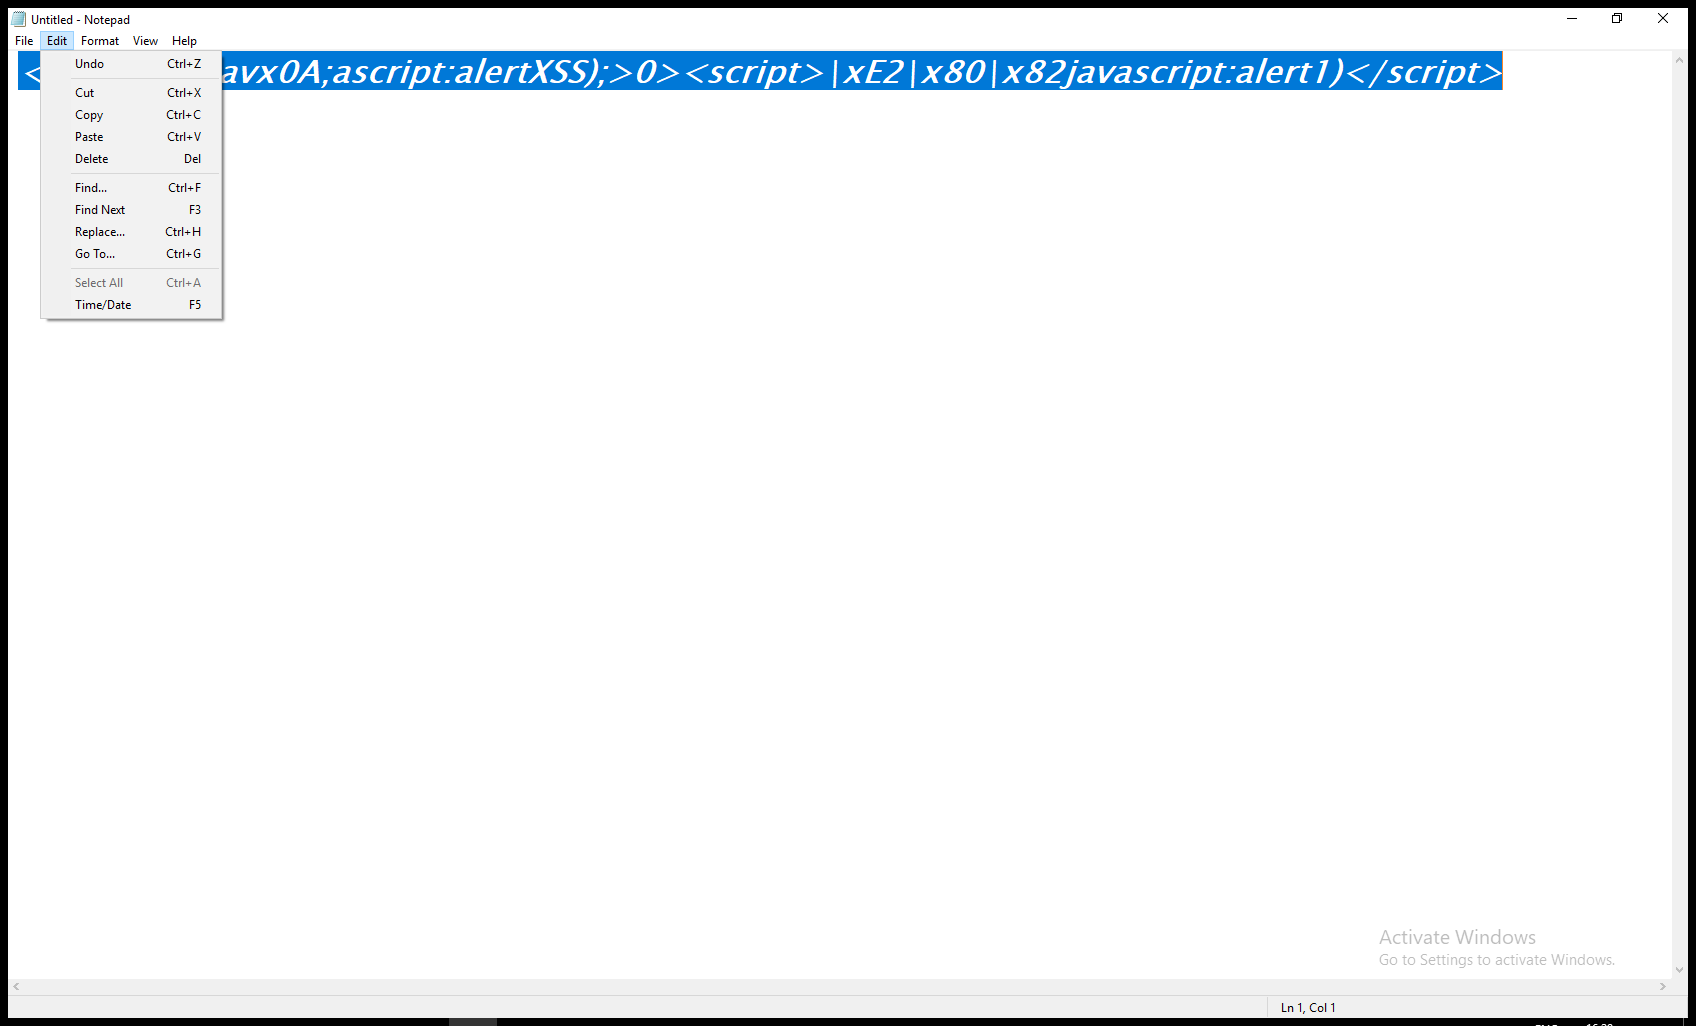 Untitled - Notepad
File Edit Format View Help
< avx0A;ascript:alertXSS);>0><script>|xE2|x80|x82javascript:alert1)</script>
Undo Ctrl+Z
Cut Ctrl+X
Copy Ctrl+C
Paste Ctrl+V
Delete Del
Find... Ctrl+F
Find Next F3
Replace... Ctrl+H
Go To... Ctrl+G
Select All Ctrl+A
Time/Date F5
Activate Windows
Go to Settings to activate Windows.
Ln 1, Col 1